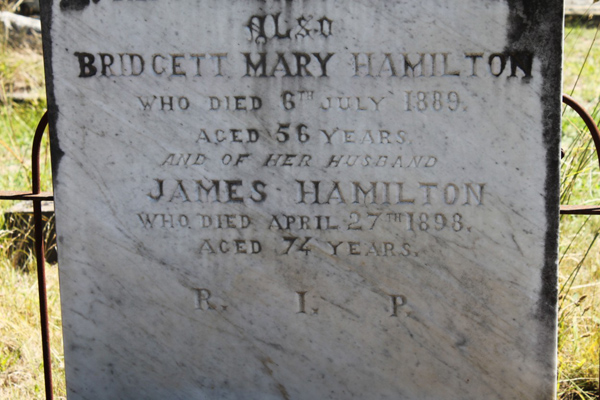 ALSO
BRIDGETT MARY HAMILTON
WHO DIED 6TH JULY 1889.
AGED 56 YEARS.
AND OF HER HUSBAND
JAMES HAMILTON
WHO DIED APRIL 27TH 1898.
AGED 74 YEARS.
R. I. P.